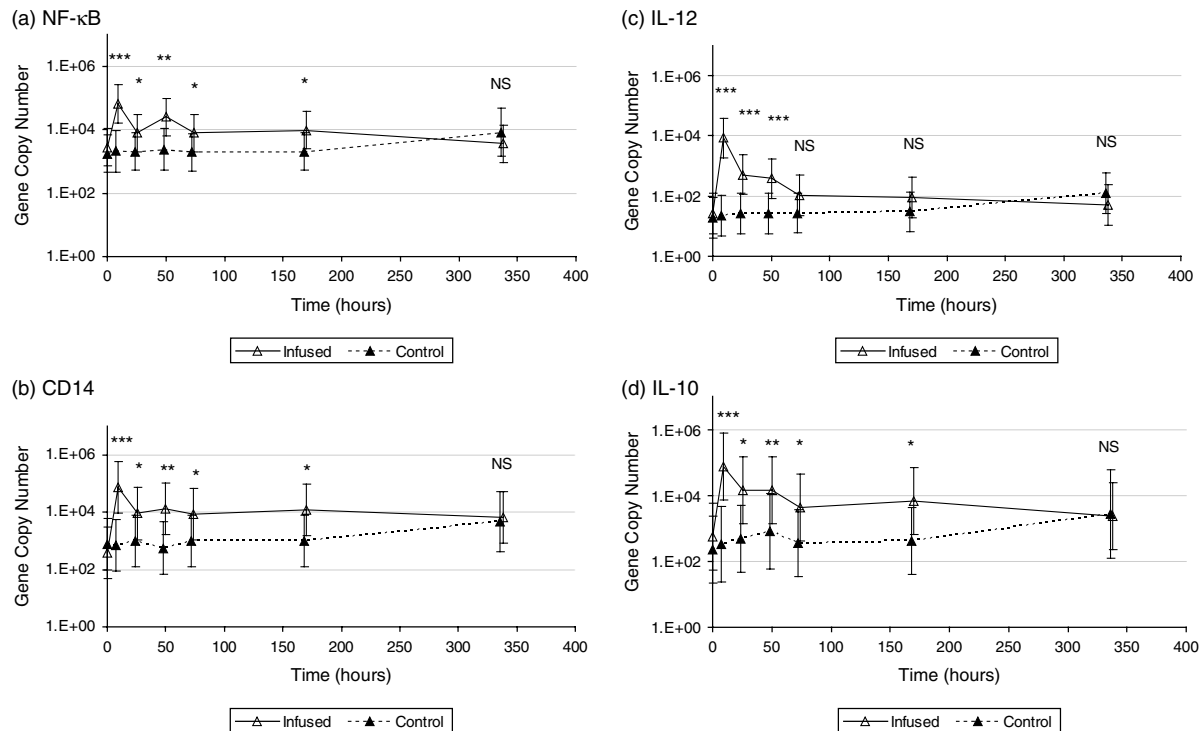 (a) NF-κB
*** ** 
* * *
NS
1.E+06
1.E+04
1.E+02
1.E+00
Gene Copy Number
0 50 100 150 200 250 300 350 400
Time (hours)
Infused Control
(c) IL-12
***
*** ***
NS NS NS
1.E+06
1.E+04
1.E+02
1.E+00
Gene Copy Number
0 50 100 150 200 250 300 350 400
Time (hours)
Infused Control
(b) CD14
***
* ** * *
NS
1.E+06
1.E+04
1.E+02
1.E+00
Gene Copy Number
0 50 100 150 200 250 300 350 400
Time (hours)
Infused Control
(d) IL-10
***
* ** * *
NS
1.E+06
1.E+04
1.E+02
1.E+00
Gene Copy Number
0 50 100 150 200 250 300 350 400
Time (hours)
Infused Control